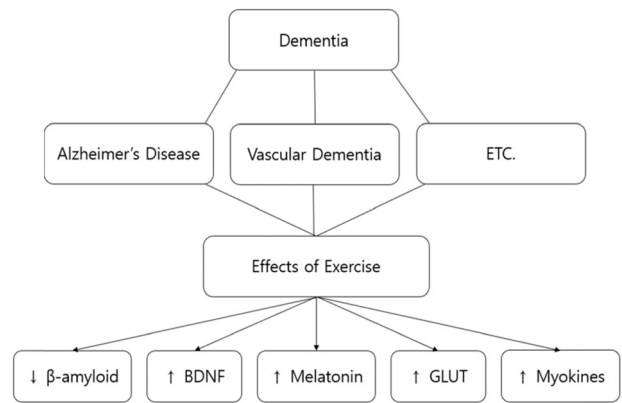 Dementia
Alzheimer's Disease
Vascular Dementia
ETC.
Effects of Exercise
↓ β-amyloid
↑ BDNF
↑ Melatonin
↑ GLUT
↑ Myokines